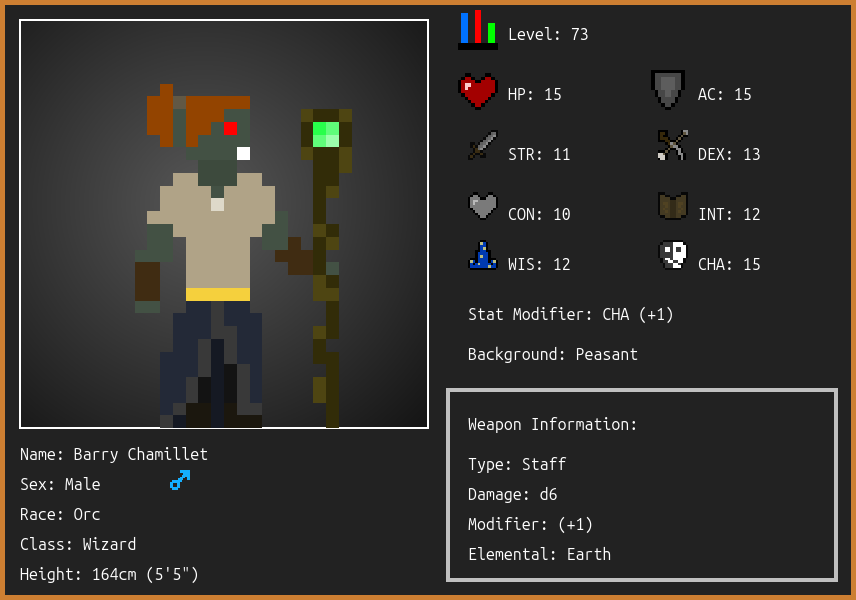 Level: 73
HP: 15
AC: 15
STR: 11
DEX: 13
CON: 10
INT: 12
WIS: 12
CHA: 15
Stat Modifier: CHA (+1)
Background: Peasant
Weapon Information:
Type: Staff
Damage: d6
Modifier: (+1)
Elemental: Earth
Name: Barry Chamillet
Sex: Male
Race: Orc
Class: Wizard
Height: 164cm (5'5")